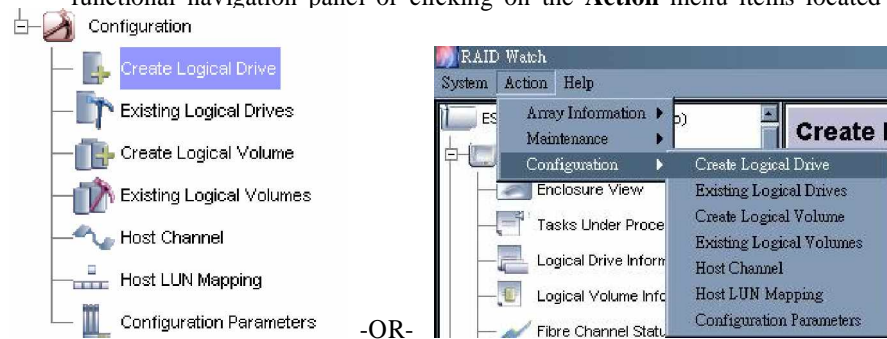 functional navigation panel or clicking on the Action menu items located
Configuration
Create Logical Drive
Existing Logical Drives
Create Logical Volume
Existing Logical Volumes
Host Channel
Host LUN Mapping
Configuration Parameters
-OR-
RAID Watch
System Action Help
Array Information
Maintenance
Configuration
Create Logical Drive
Existing Logical Drives
Create Logical Volume
Existing Logical Volumes
Host Channel
Host LUN Mapping
Configuration Parameters
Create
Enclosure View
Tasks Under Proce
Logical Drive Inform
Logical Volume Info
Fibre Channel Statu